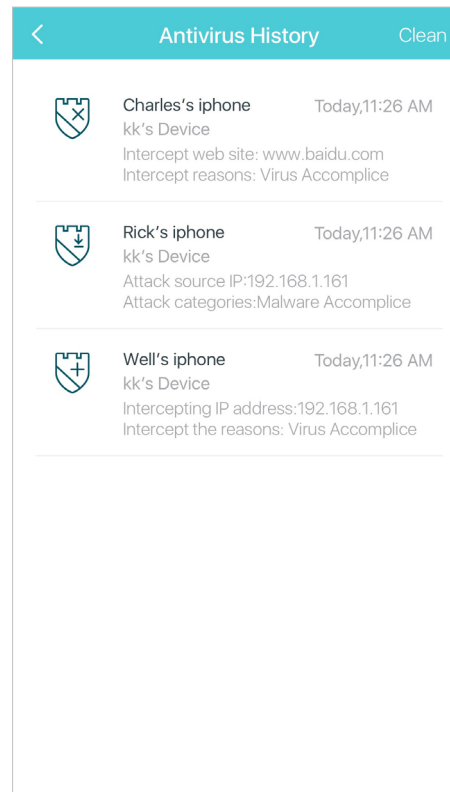 Antivirus History Clean
Charles's iphone Today,11:26 AM
kk's Device
Intercept web site: www.baidu.com
Intercept reasons: Virus Accomplice
Rick's iphone Today,11:26 AM
kk's Device
Attack source IP:192.168.1.161
Attack categories:Malware Accomplice
Well's iphone Today,11:26 AM
kk's Device
Intercepting IP address:192.168.1.161
Intercept the reasons: Virus Accomplice